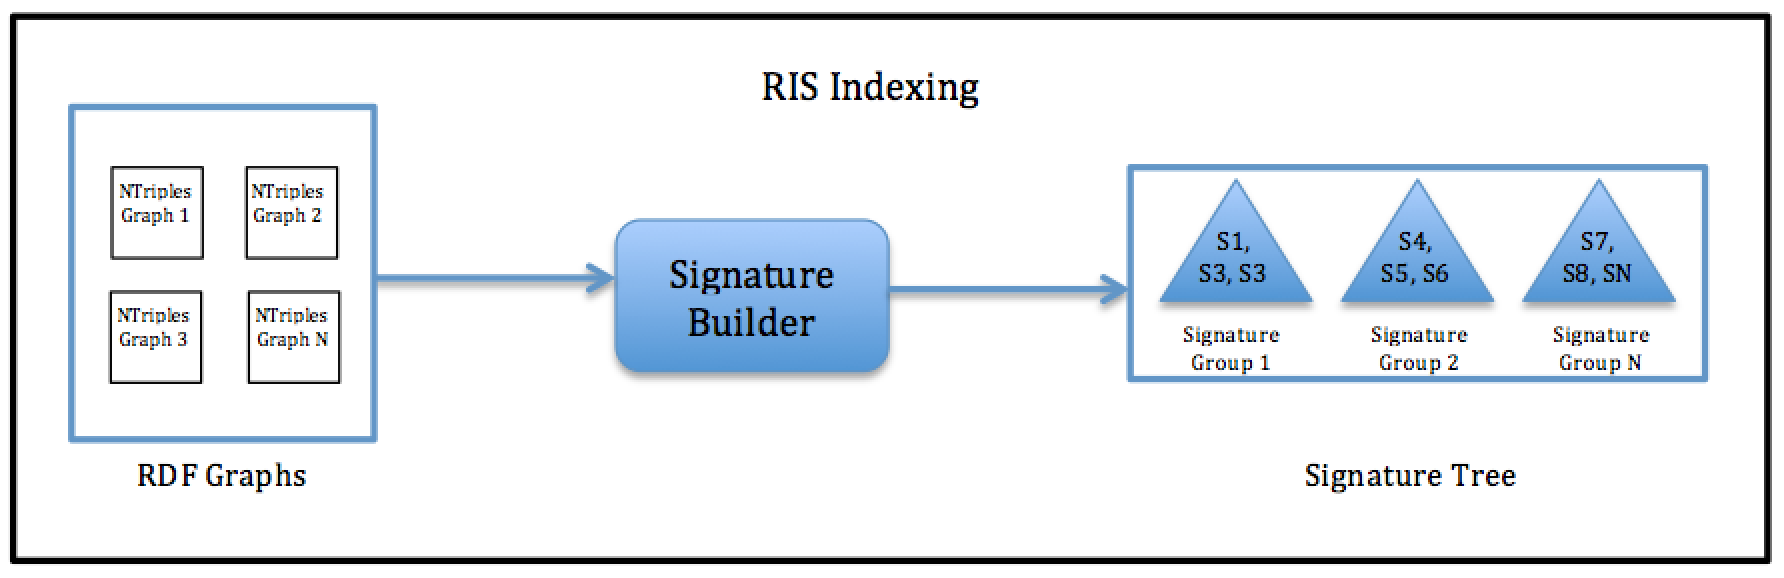 RIS Indexing
NTriples
Graph 1
NTriples
Graph 2
NTriples
Graph 3
NTriples
Graph N
RDF Graphs
Signature
Builder
S1,
S3, S3
Signature
Group 1
S4,
S5, S6
Signature
Group 2
S7,
S8, SN
Signature
Group N
Signature Tree